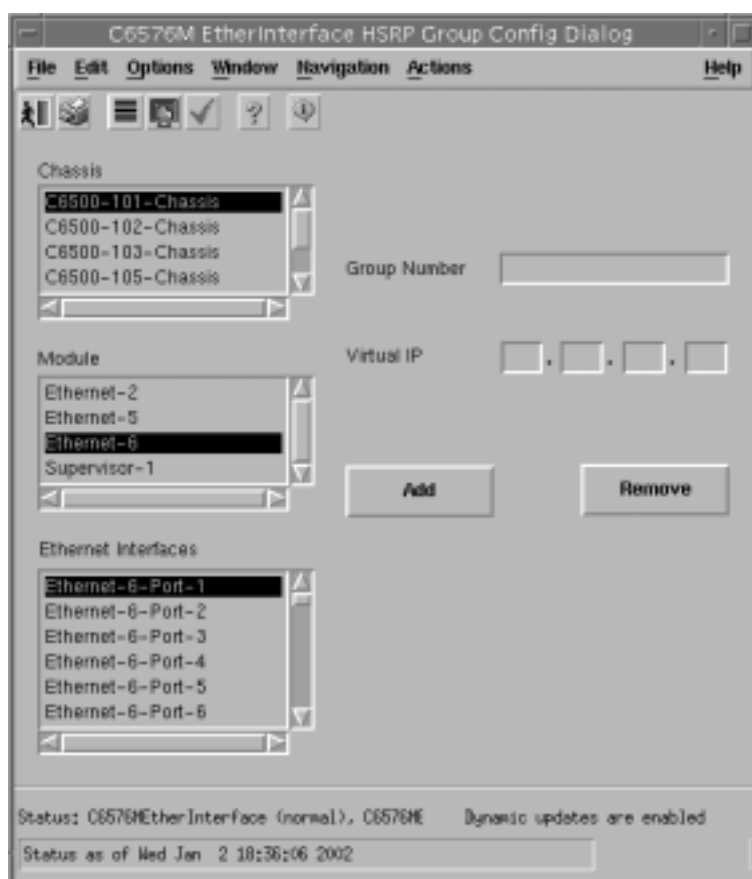 C6576M EtherInterface HSRP Group Config Dialog
File Edit Options Window Navigation Actions Help
Chassis
C6500-101-Chassis
C6500-102-Chassis
C6500-103-Chassis
C6500-105-Chassis
Group Number
Module
Virtual IP
Ethernet-2
Ethernet-5
Ethernet-6
Supervisor-1
Add Remove
Ethernet Interfaces
Ethernet-6-Port-1
Ethernet-6-Port-2
Ethernet-6-Port-3
Ethernet-6-Port-4
Ethernet-6-Port-5
Ethernet-6-Port-6
Status: C6576MEtherInterface (normal), C6576ME Dynamic updates are enabled
Status as of Wed Jan 2 18:36:06 2002